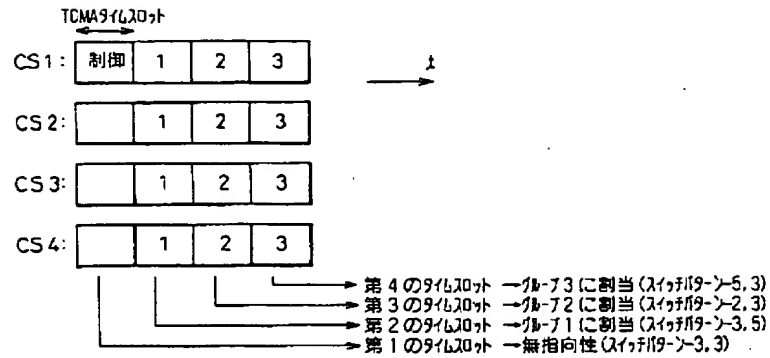 TCMAタイムスロット
CS1: 制御 1 2 3
t
CS2: 1 2 3
CS3: 1 2 3
CS4: 1 2 3
第4のタイムスロット→グループ3に割当(スイッチパターン-5,3)
第3のタイムスロット→グループ2に割当(スイッチパターン-2,3)
第2のタイムスロット→グループ1に割当(スイッチパターン-3,5)
第1のタイムスロット→無指向性(スイッチパターン-3,3)